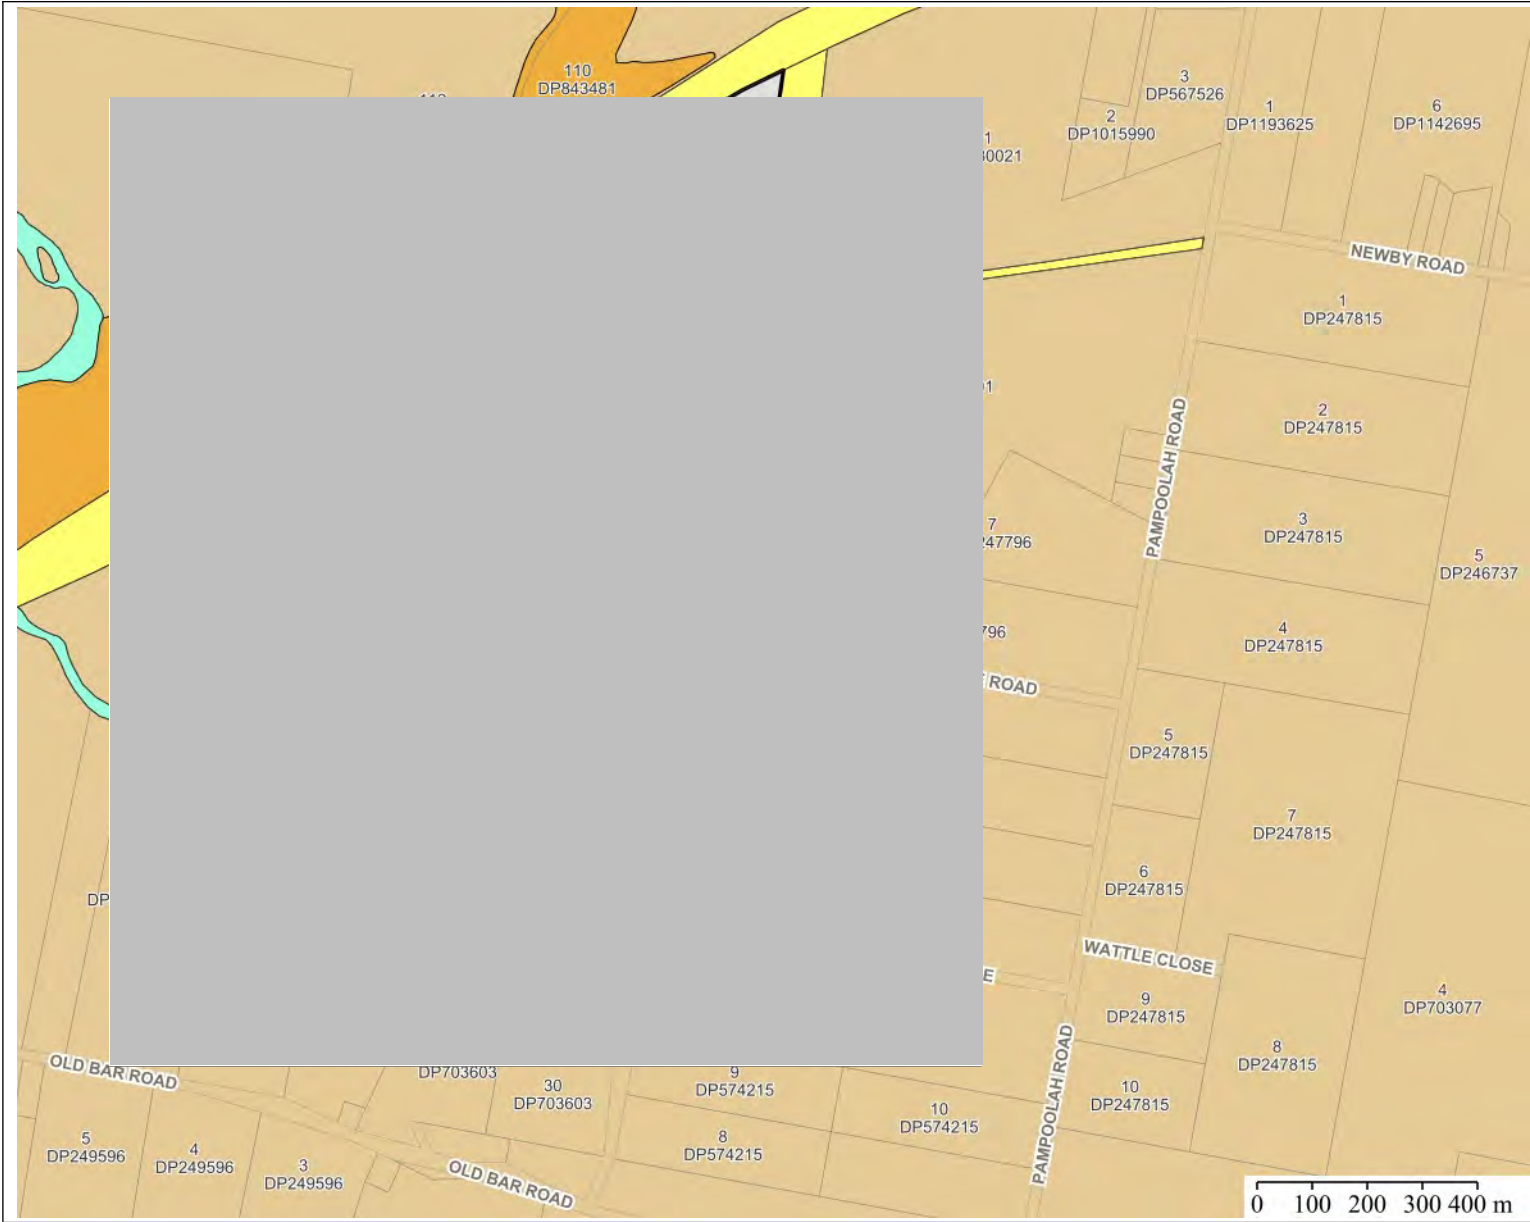 110
DP843481
3
DP567526
2
DP1015990
1
DP1193625
6
DP1142695
1
NEWBY ROAD
1
DP247815
2
DP247815
PAMPOOLAH ROAD
3
DP247815
7
5
DP246737
4
DP247815
ROAD
5
DP247815
7
DP247815
6
DP247815
WATTLE CLOSE
9
DP247815
4
DP703077
8
DP247815
PAMPOOLAH ROAD
10
DP247815
OLD BAR ROAD
DP703603
30
DP703603
9
DP574215
10
DP574215
8
DP574215
5
DP249596
4
DP249596
3
DP249596
OLD BAR ROAD
0 100 200 300 400 m